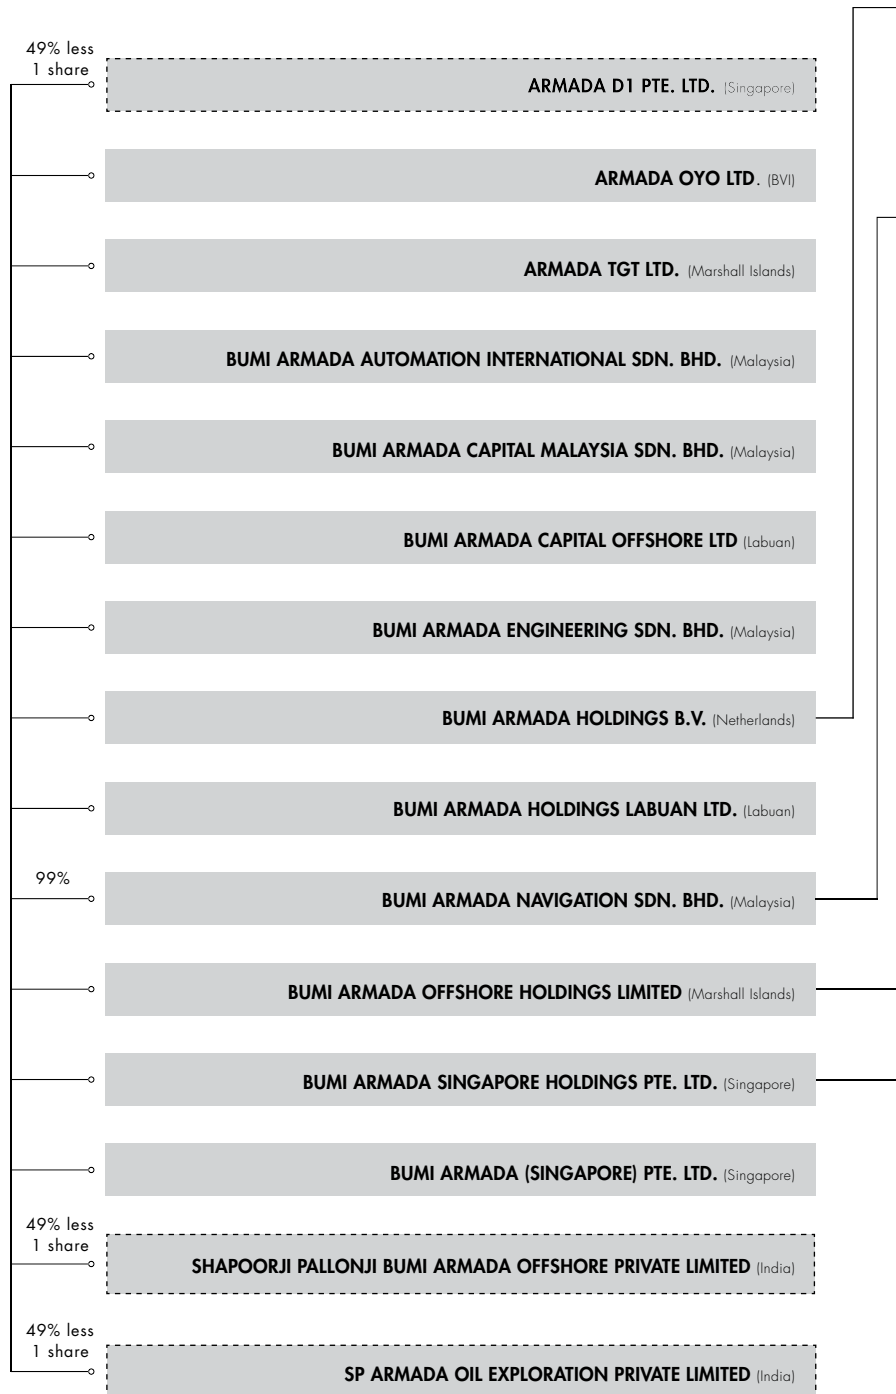 49% less
1 share
ARMADA D1 PTE. LTD. (Singapore)
ARMADA OYO LTD. (BVI)
ARMADA TGT LTD. (Marshall Islands)
BUMI ARMADA AUTOMATION INTERNATIONAL SDN. BHD. (Malaysia)
BUMI ARMADA CAPITAL MALAYSIA SDN. BHD. (Malaysia)
BUMI ARMADA CAPITAL OFFSHORE LTD (Labuan)
BUMI ARMADA ENGINEERING SDN. BHD. (Malaysia)
BUMI ARMADA HOLDINGS B.V. (Netherlands)
BUMI ARMADA HOLDINGS LABUAN LTD. (Labuan)
99%
BUMI ARMADA NAVIGATION SDN. BHD. (Malaysia)
BUMI ARMADA OFFSHORE HOLDINGS LIMITED (Marshall Islands)
BUMI ARMADA SINGAPORE HOLDINGS PTE. LTD. (Singapore)
BUMI ARMADA (SINGAPORE) PTE. LTD. (Singapore)
49% less
1 share
SHAPOORJI PALLONJI BUMI ARMADA OFFSHORE PRIVATE LIMITED (India)
49% less
1 share
SP ARMADA OIL EXPLORATION PRIVATE LIMITED (India)